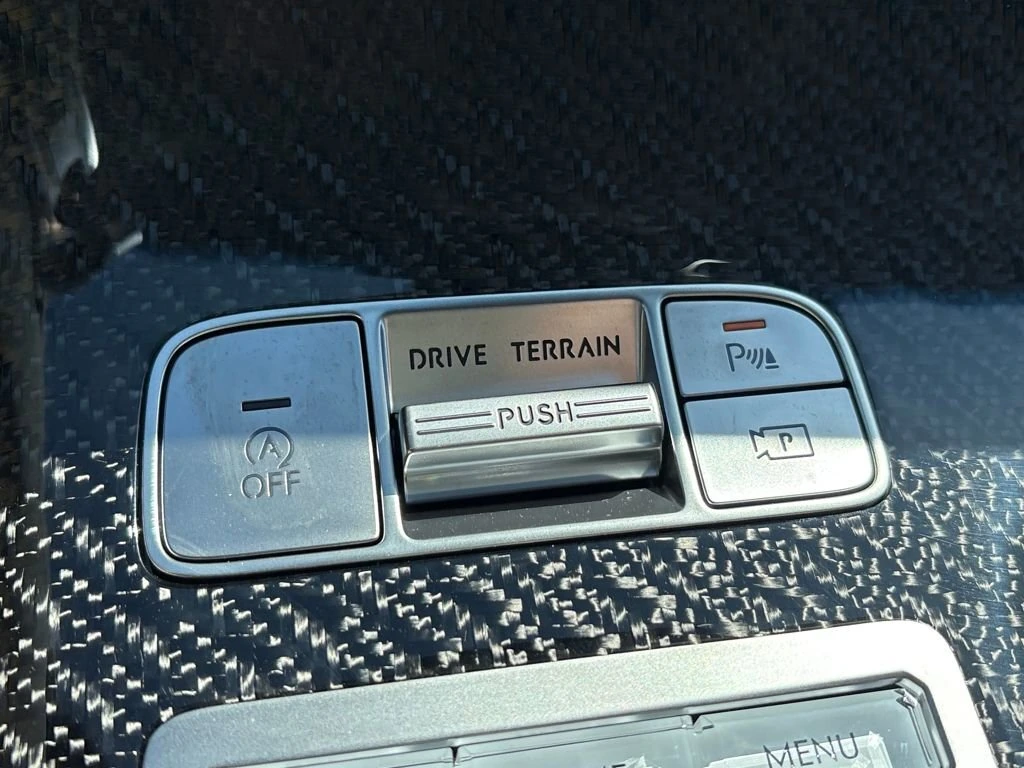 DRIVE TERRAIN
PUSH
A
OFF
P
P
MENU